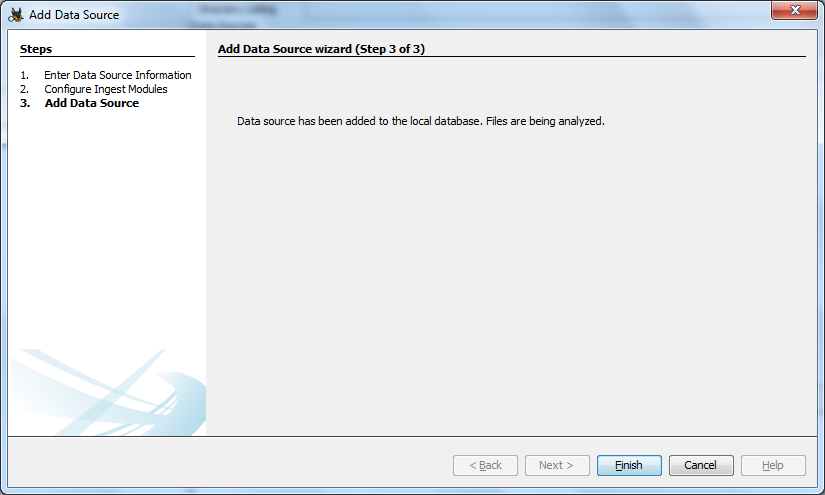 Add Data Source
Steps
Add Data Source wizard (Step 3 of 3)
1. Enter Data Source Information
2. Configure Ingest Modules
3. Add Data Source
Data source has been added to the local database. Files are being analyzed.
< Back
Next >
Finish
Cancel
Help